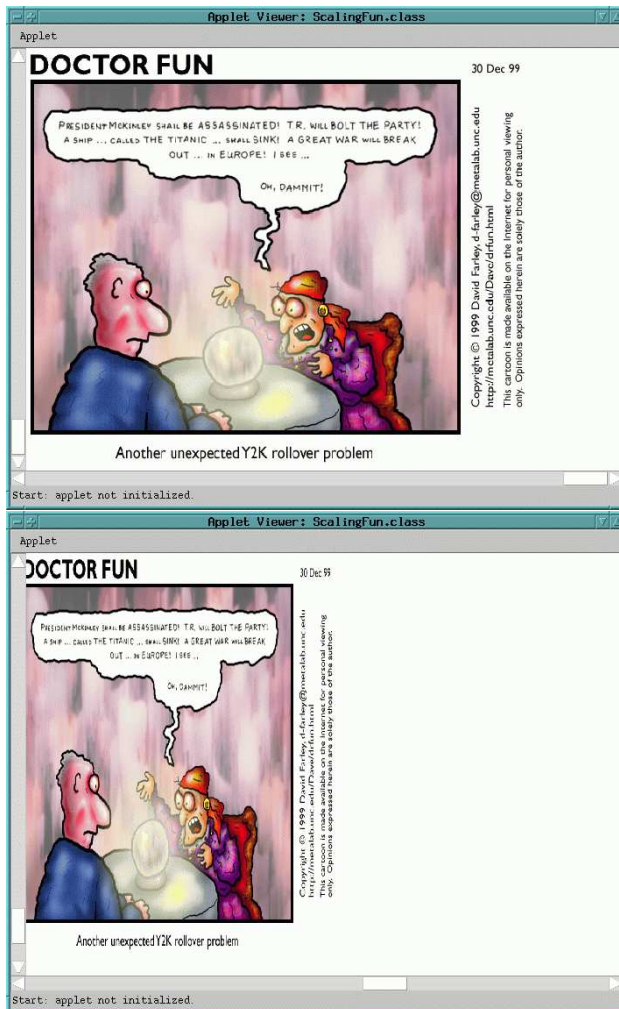 Applet Viewer: ScalingFun.class
Applet
DOCTOR FUN
30 Dec 99
PRESIDENT MCKINLEY SHALL BE ASSASSINATED! T.R. WILL BOLT THE PARTY!
A SHIP ... CALLED THE TITANIC ... SHALL SINK! A GREAT WAR WILL BREAK
OUT ... IN EUROPE! I SEE ...
OH, DAMMIT!
Copyright © 1999 David Farley, d-farley@metalab.unc.edu
http://metalab.unc.edu/Dave/drfun.html
This cartoon is made available on the Internet for personal viewing
only. Opinions expressed herein are solely those of the author.
Another unexpected Y2K rollover problem
Start: applet not initialized.
Applet Viewer: ScalingFun.class
Applet
DOCTOR FUN
30 Dec 99
PRESIDENT MCKINLEY SHALL BE ASSASSINATED! T.R. WILL BOLT THE PARTY!
A SHIP ... CALLED THE TITANIC ... SHALL SINK! A GREAT WAR WILL BREAK
OUT ... IN EUROPE! I SEE ...
OH, DAMMIT!
Copyright © 1999 David Farley, d-farley@metalab.unc.edu
http://metalab.unc.edu/Dave/drfun.html
This cartoon is made available on the Internet for personal viewing
only. Opinions expressed herein are solely those of the author.
Another unexpected Y2K rollover problem
Start: applet not initialized.